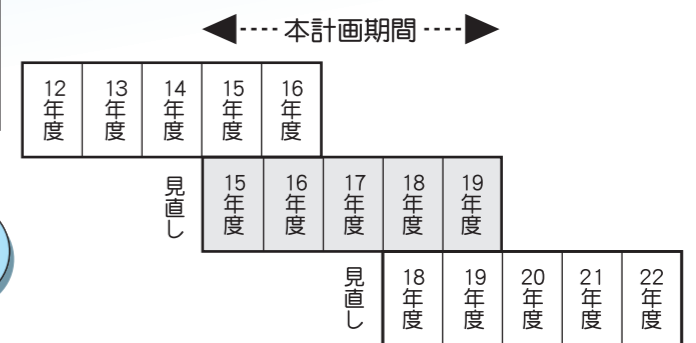 本計画期間
12年度 13年度 14年度 15年度 16年度
見直し 15年度 16年度 17年度 18年度 19年度
見直し 18年度 19年度 20年度 21年度 22年度